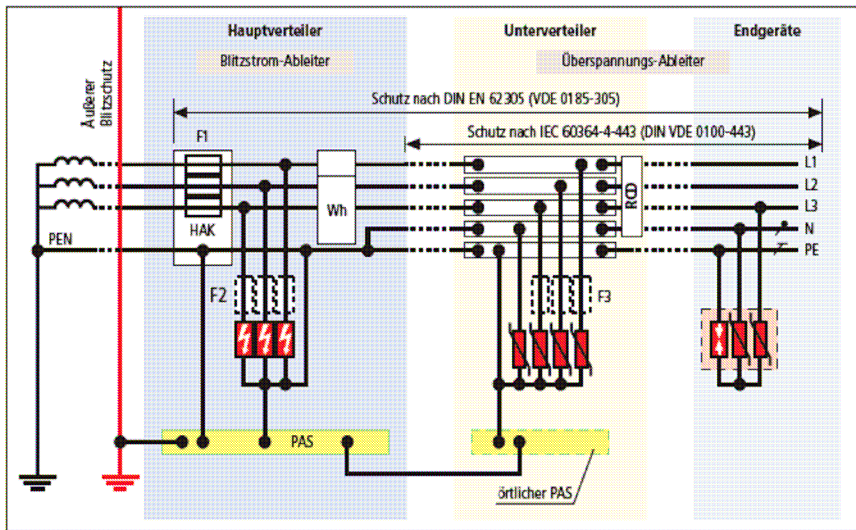 Hauptverteiler
Unterverteiler
Endgeräte
Blitzstrom-Ableiter
Überspannungs-Ableiter
Äußerer
Blitzschutz
Schutz nach DIN EN 62305 (VDE 0185-305)
Schutz nach IEC 60364-4-443 (DIN VDE 0100-443)
F1
L1
L2
L3
N
PE
RCD
Wh
HAK
PEN
F2
F3
PAS
örtlicher PAS